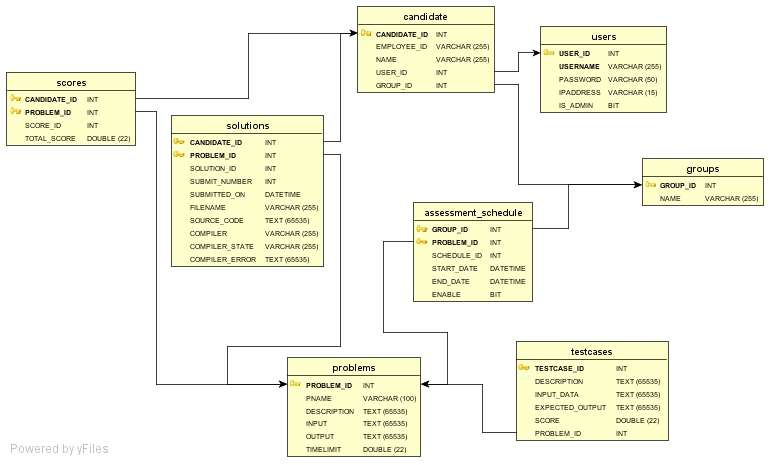 candidate
CANDIDATE_ID INT
EMPLOYEE_ID VARCHAR (255)
NAME VARCHAR (255)
USER_ID INT
GROUP_ID INT
users
USER_ID INT
USERNAME VARCHAR (255)
PASSWORD VARCHAR (50)
IPADDRESS VARCHAR (15)
IS_ADMIN BIT
scores
CANDIDATE_ID INT
PROBLEM_ID INT
SCORE_ID INT
TOTAL_SCORE DOUBLE (22)
solutions
CANDIDATE_ID INT
PROBLEM_ID INT
SOLUTION_ID INT
SUBMIT_NUMBER INT
SUBMITTED_ON DATETIME
FILENAME VARCHAR (255)
SOURCE_CODE TEXT (65535)
COMPILER VARCHAR (255)
COMPILER_STATE VARCHAR (255)
COMPILER_ERROR TEXT (65535)
groups
GROUP_ID INT
NAME VARCHAR (255)
assessment_schedule
GROUP_ID INT
PROBLEM_ID INT
SCHEDULE_ID INT
START_DATE DATETIME
END_DATE DATETIME
ENABLE BIT
problems
PROBLEM_ID INT
PNAME VARCHAR (100)
DESCRIPTION TEXT (65535)
INPUT TEXT (65535)
OUTPUT TEXT (65535)
TIMELIMIT DOUBLE (22)
testcases
TESTCASE_ID INT
DESCRIPTION TEXT (65535)
INPUT_DATA TEXT (65535)
EXPECTED_OUTPUT TEXT (65535)
SCORE DOUBLE (22)
PROBLEM_ID INT
Powered by yFiles